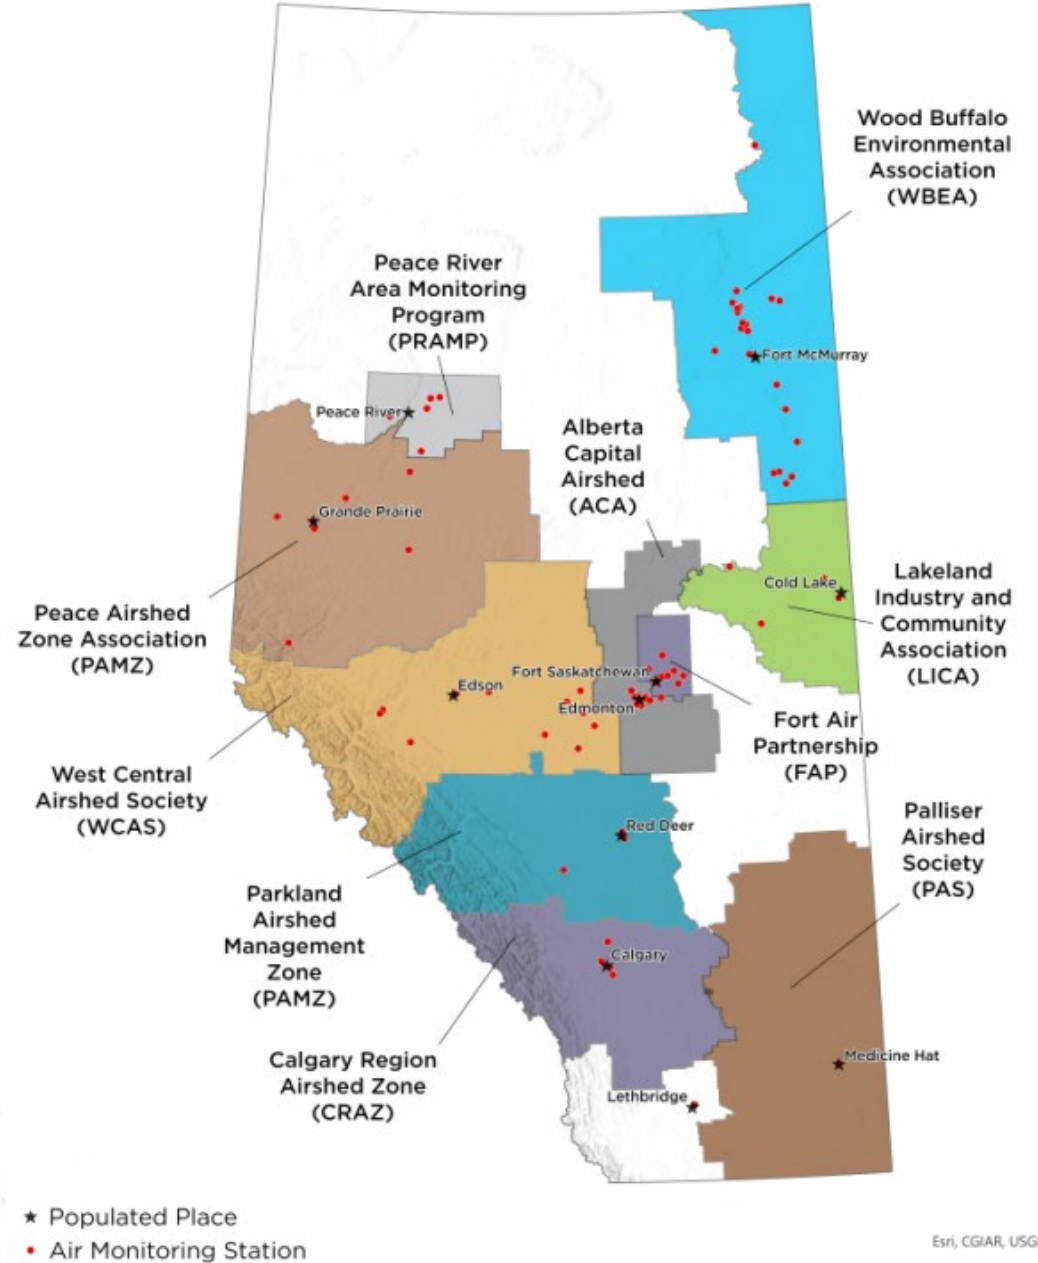 Wood Buffalo
Environmental
Association
(WBEA)
Peace River
Area Monitoring
Program
(PRAMP)
Fort McMurray
Peace River
Alberta
Capital
Airshed
(ACA)
Grande Prairie
Cold Lake
Lakeland
Industry and
Community
Association
(LICA)
Peace Airshed
Zone Association
(PAMZ)
Fort Saskatchewan
Edson
Edmonton
Fort Air
Partnership
(FAP)
West Central
Airshed Society
(WCAS)
Palliser
Airshed
Society
(PAS)
Red Deer
Parkland
Airshed
Management
Zone
(PAMZ)
Calgary
Calgary Region
Airshed Zone
(CRAZ)
Medicine Hat
Lethbridge
Populated Place
Air Monitoring Station
Esri, CGIAR,